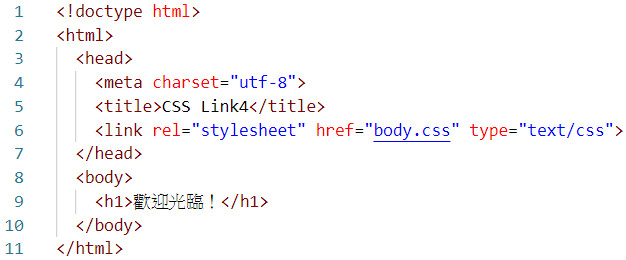 1 <!doctype html>
2 <html>
3 <head>
4 <meta charset="utf-8">
5 <title>CSS Link4</title>
6 <link rel="stylesheet" href="body.css" type="text/css">
7 </head>
8 <body>
9 <h1>歡迎光臨！</h1>
10 </body>
11 </html>